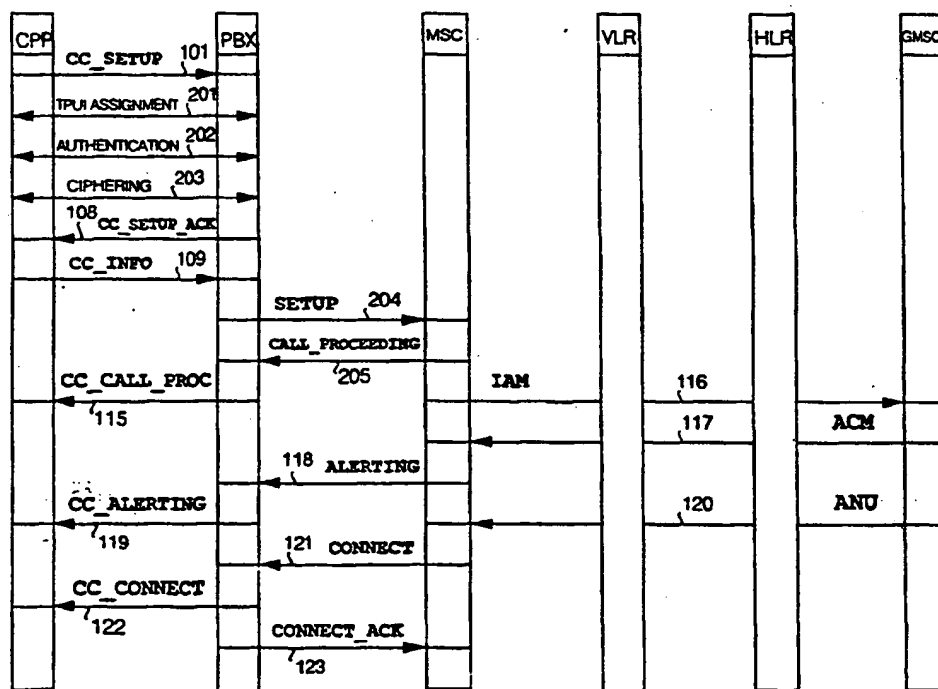 CPP PBX MSC VLR HLR GMSC
CC_SETUP 101
TPUI ASSIGNMENT 201
AUTHENTICATION 202
CIPHERING 203
108 CC_SETUP_ACK
CC_INFO 109
SETUP 204
CALL_PROCEEDING
205
CC_CALL_PROC IAM 116
115
117 ACM
118 ALERTING
CC_ALERTING 120 ANU
119
121 CONNECT
CC_CONNECT
122
CONNECT_ACK
123